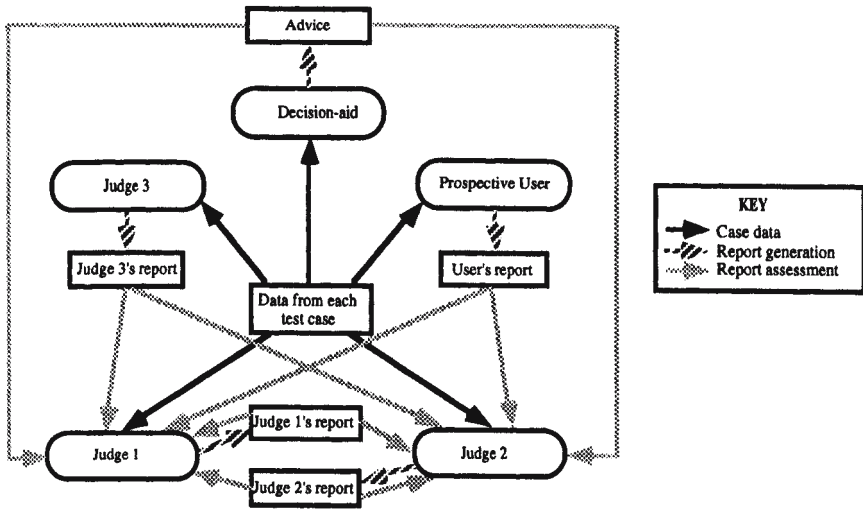 Advice
Decision-aid
Judge 3
Prospective User
KEY
Case data
Report generation
Report assessment
Judge 3's report
User's report
Data from each
test case
Judge 1's report
Judge 1
Judge 2
Judge 2's report